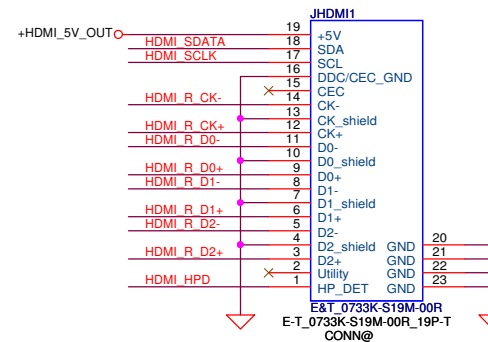 JHDMI1
+HDMI_5V_OUT 19 +5V
HDMI_SDATA 18 SDA
HDMI_SCLK 17 SCL
16 DDC/CEC_GND
15 CEC
HDMI_R_CK- 14 CK-
13 CK_shield
HDMI_R_CK+ 12 CK+
HDMI_R_D0- 11 D0-
10 D0_shield
HDMI_R_D0+ 9 D0+
HDMI_R_D1- 8 D1-
7 D1_shield
HDMI_R_D1+ 6 D1+
HDMI_R_D2- 5 D2-
4 D2_shield GND 20
HDMI_R_D2+ 3 D2+ GND 21
2 Utility GND 22
HDMI_HPD 1 HP_DET GND 23
E&T_0733K-S19M-00R
E-T_0733K-S19M-00R_19P-T
CONN@